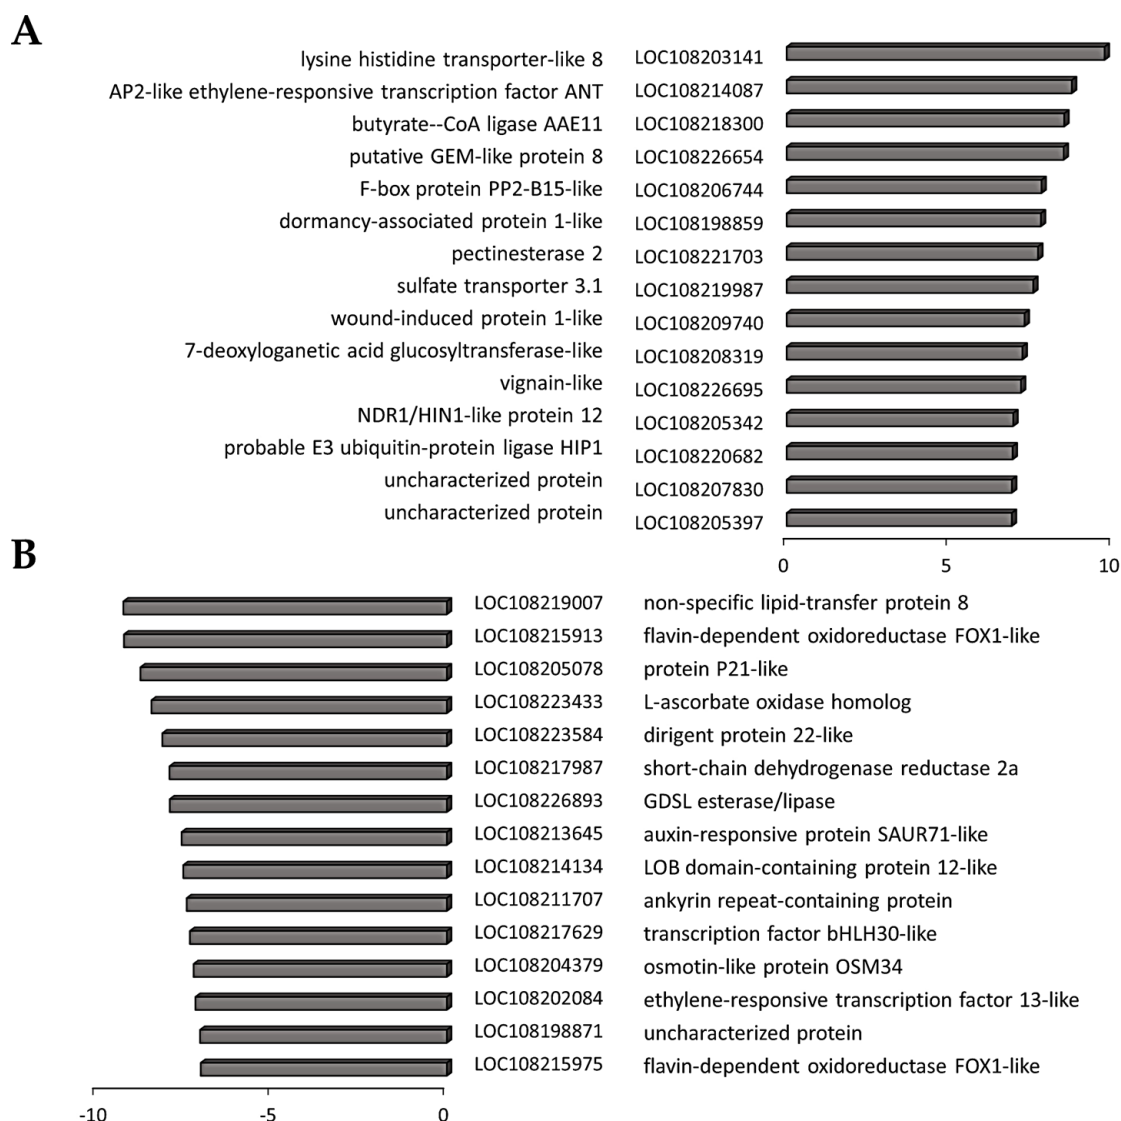 A
lysine histidine transporter-like 8 LOC108203141
AP2-like ethylene-responsive transcription factor ANT LOC108214087
butyrate--CoA ligase AAE11 LOC108218300
putative GEM-like protein 8 LOC108226654
F-box protein PP2-B15-like LOC108206744
dormancy-associated protein 1-like LOC108198859
pectinesterase 2 LOC108221703
sulfate transporter 3.1 LOC108219987
wound-induced protein 1-like LOC108209740
7-deoxyloganetic acid glucosyltransferase-like LOC108208319
vignain-like LOC108226695
NDR1/HIN1-like protein 12 LOC108205342
probable E3 ubiquitin-protein ligase HIP1 LOC108220682
uncharacterized protein LOC108207830
uncharacterized protein LOC108205397
0 5 10
B
LOC108219007 non-specific lipid-transfer protein 8
LOC108215913 flavin-dependent oxidoreductase FOX1-like
LOC108205078 protein P21-like
LOC108223433 L-ascorbate oxidase homolog
LOC108223584 dirigent protein 22-like
LOC108217987 short-chain dehydrogenase reductase 2a
LOC108226893 GDSL esterase/lipase
LOC108213645 auxin-responsive protein SAUR71-like
LOC108214134 LOB domain-containing protein 12-like
LOC108211707 ankyrin repeat-containing protein
LOC108217629 transcription factor bHLH30-like
LOC108204379 osmotin-like protein OSM34
LOC108202084 ethylene-responsive transcription factor 13-like
LOC108198871 uncharacterized protein
LOC108215975 flavin-dependent oxidoreductase FOX1-like
-10 -5 0